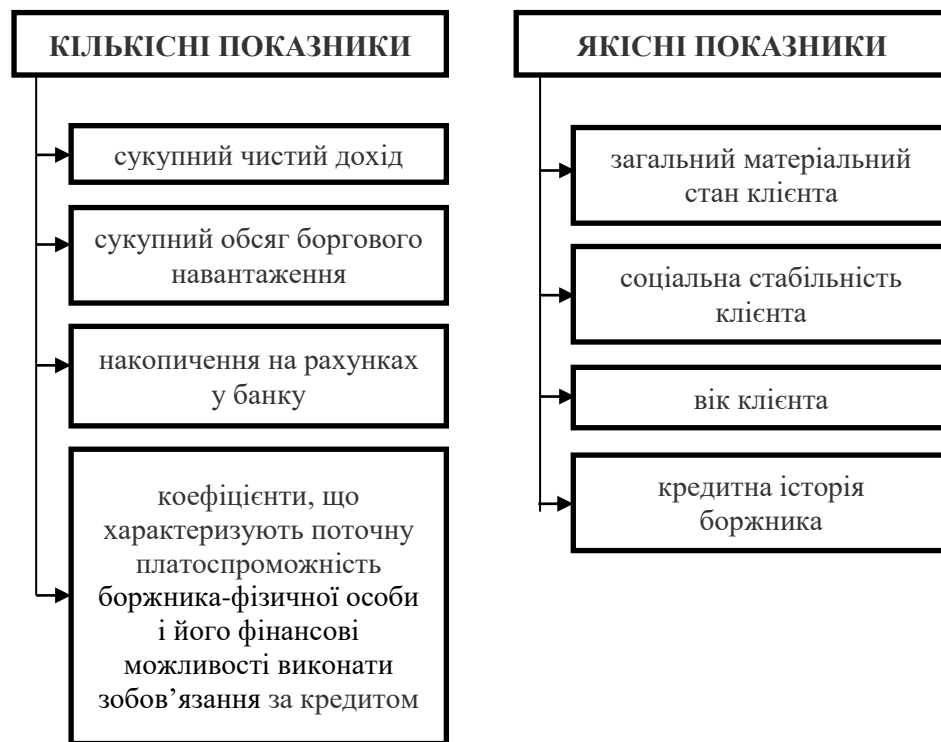 КІЛЬКІСНІ ПОКАЗНИКИ
сукупний чистий дохід
сукупний обсяг боргового
навантаження
накопичення на рахунках
у банку
коефіцієнти, що
характеризують поточну
платоспроможність
боржника-фізичної особи
і його фінансові
можливості виконати
зобов’язання за кредитом
ЯКІСНІ ПОКАЗНИКИ
загальний матеріальний
стан клієнта
соціальна стабільність
клієнта
вік клієнта
кредитна історія
боржника